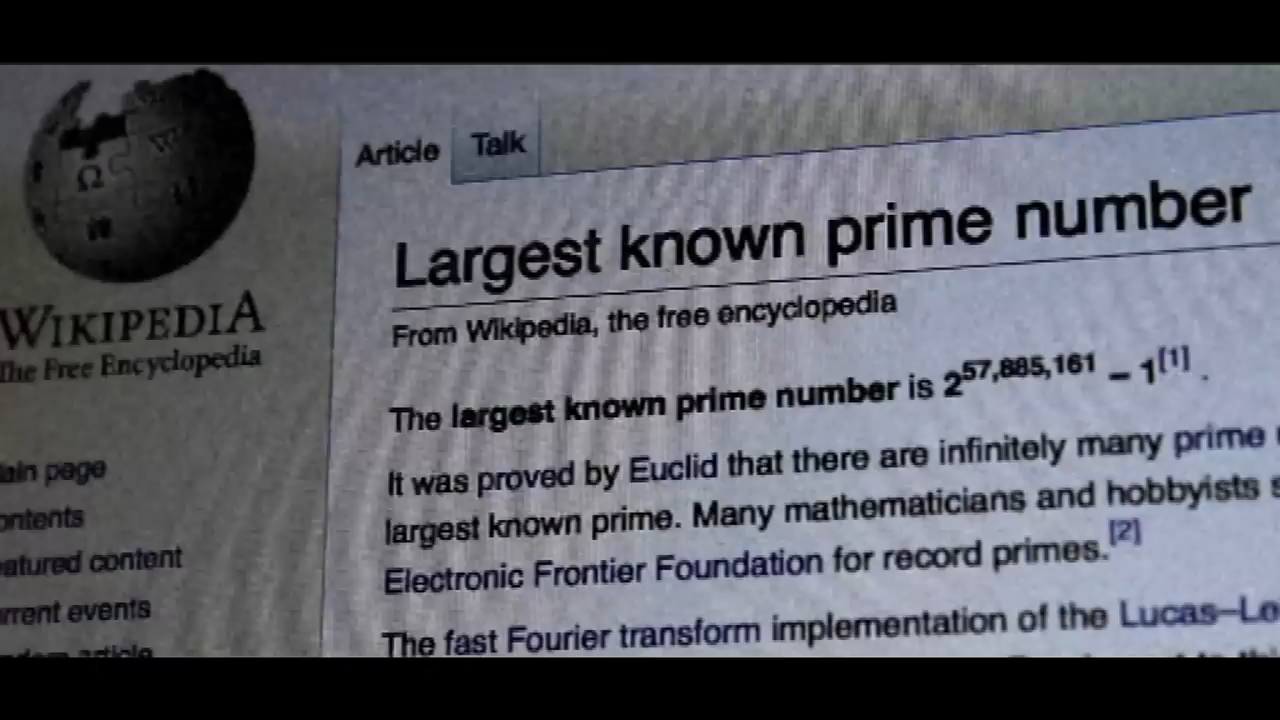 Article Talk
Largest known prime number
WIKIPEDIA
The Free Encyclopedia
From Wikipedia, the free encyclopedia
The largest known prime number is 2^57,885,161 – 1[1] .
It was proved by Euclid that there are infinitely many prime
largest known prime. Many mathematicians and hobbyists
Electronic Frontier Foundation for record primes.[2]
The fast Fourier transform implementation of the Lucas–Le
ain page
ontents
eatured content
urrent events
article